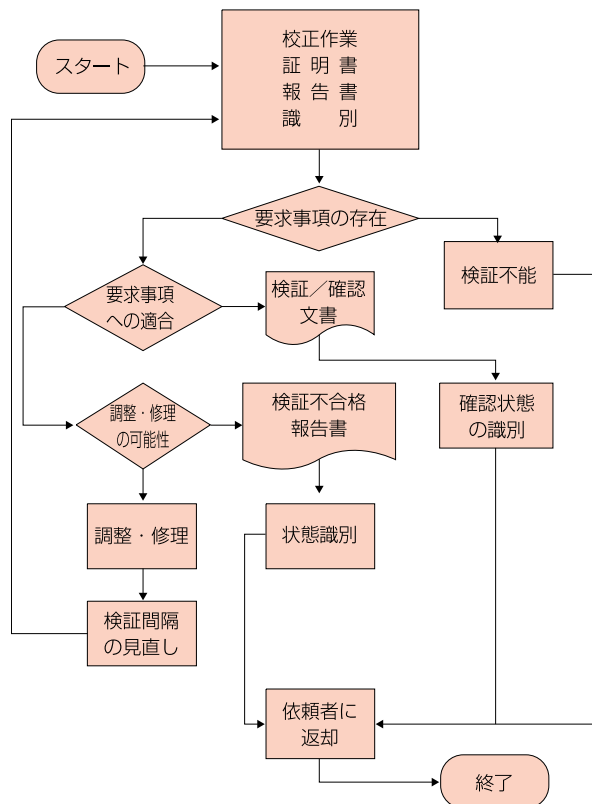 スタート
校正作業
証明書
報告書
識別
要求事項の存在
検証不能
要求事項
への適合
検証／確認
文書
調整・修理
の可能性
検証不合格
報告書
確認状態
の識別
調整・修理
状態識別
検証間隔
の見直し
依頼者に
返却
終了